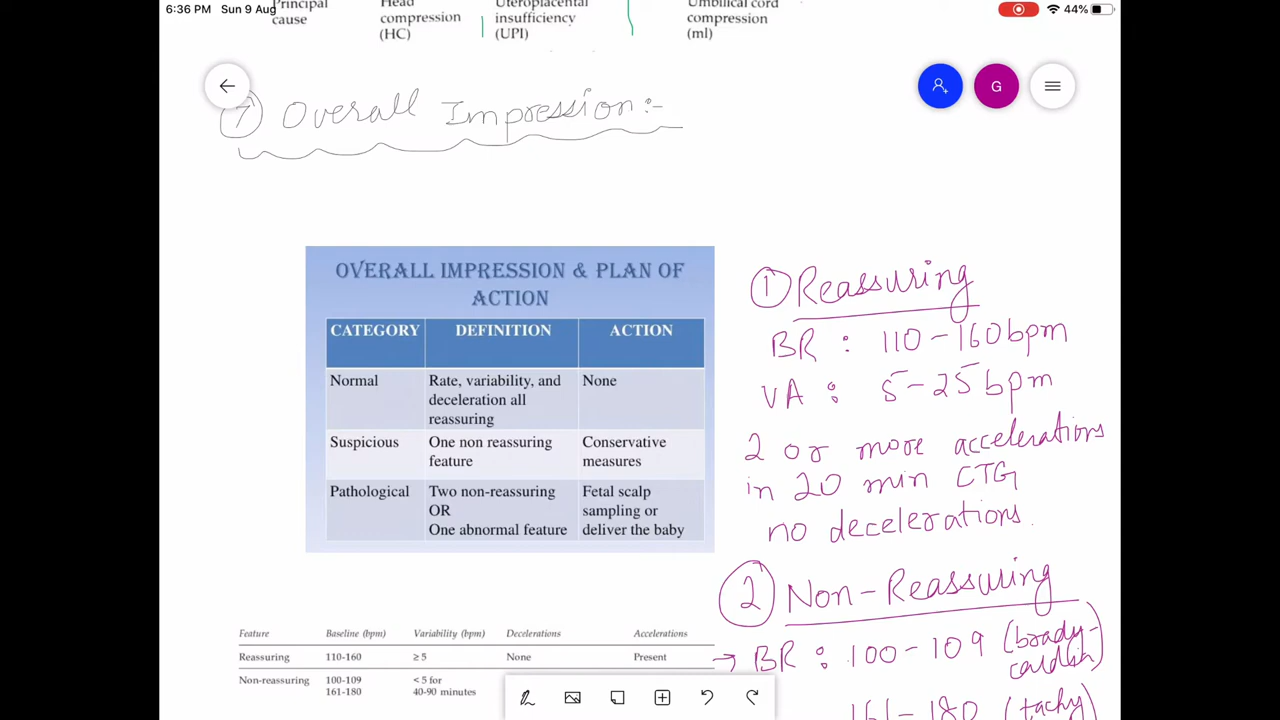 6:36 PM Sun 9 Aug
44%
Principal
cause
Head
compression
(HC)
Uteroplacental
insufficiency
(UPI)
Umbilical cord
compression
(ml)
G
7 Overall Impression:-
OVERALL IMPRESSION & PLAN OF
ACTION
CATEGORY DEFINITION ACTION
Normal
Rate, variability, and
deceleration all
reassuring
None
Suspicious
One non reassuring
feature
Conservative
measures
Pathological
Two non-reassuring
OR
One abnormal feature
Fetal scalp
sampling or
deliver the baby
1 Reassuring
BR : 110-160bpm
VA : 5-25bpm
2 or more accelerations
in 20 min CTG
no decelerations.
2 Non-Reassuring
→ BR : 100-109 (brady-
cardia)
161-180 (tachy
Feature Baseline (bpm) Variability (bpm) Decelerations Accelerations
Reassuring 110-160 ≥ 5 None Present
Non-reassuring 100-109 < 5 for
161-180 40-90 minutes